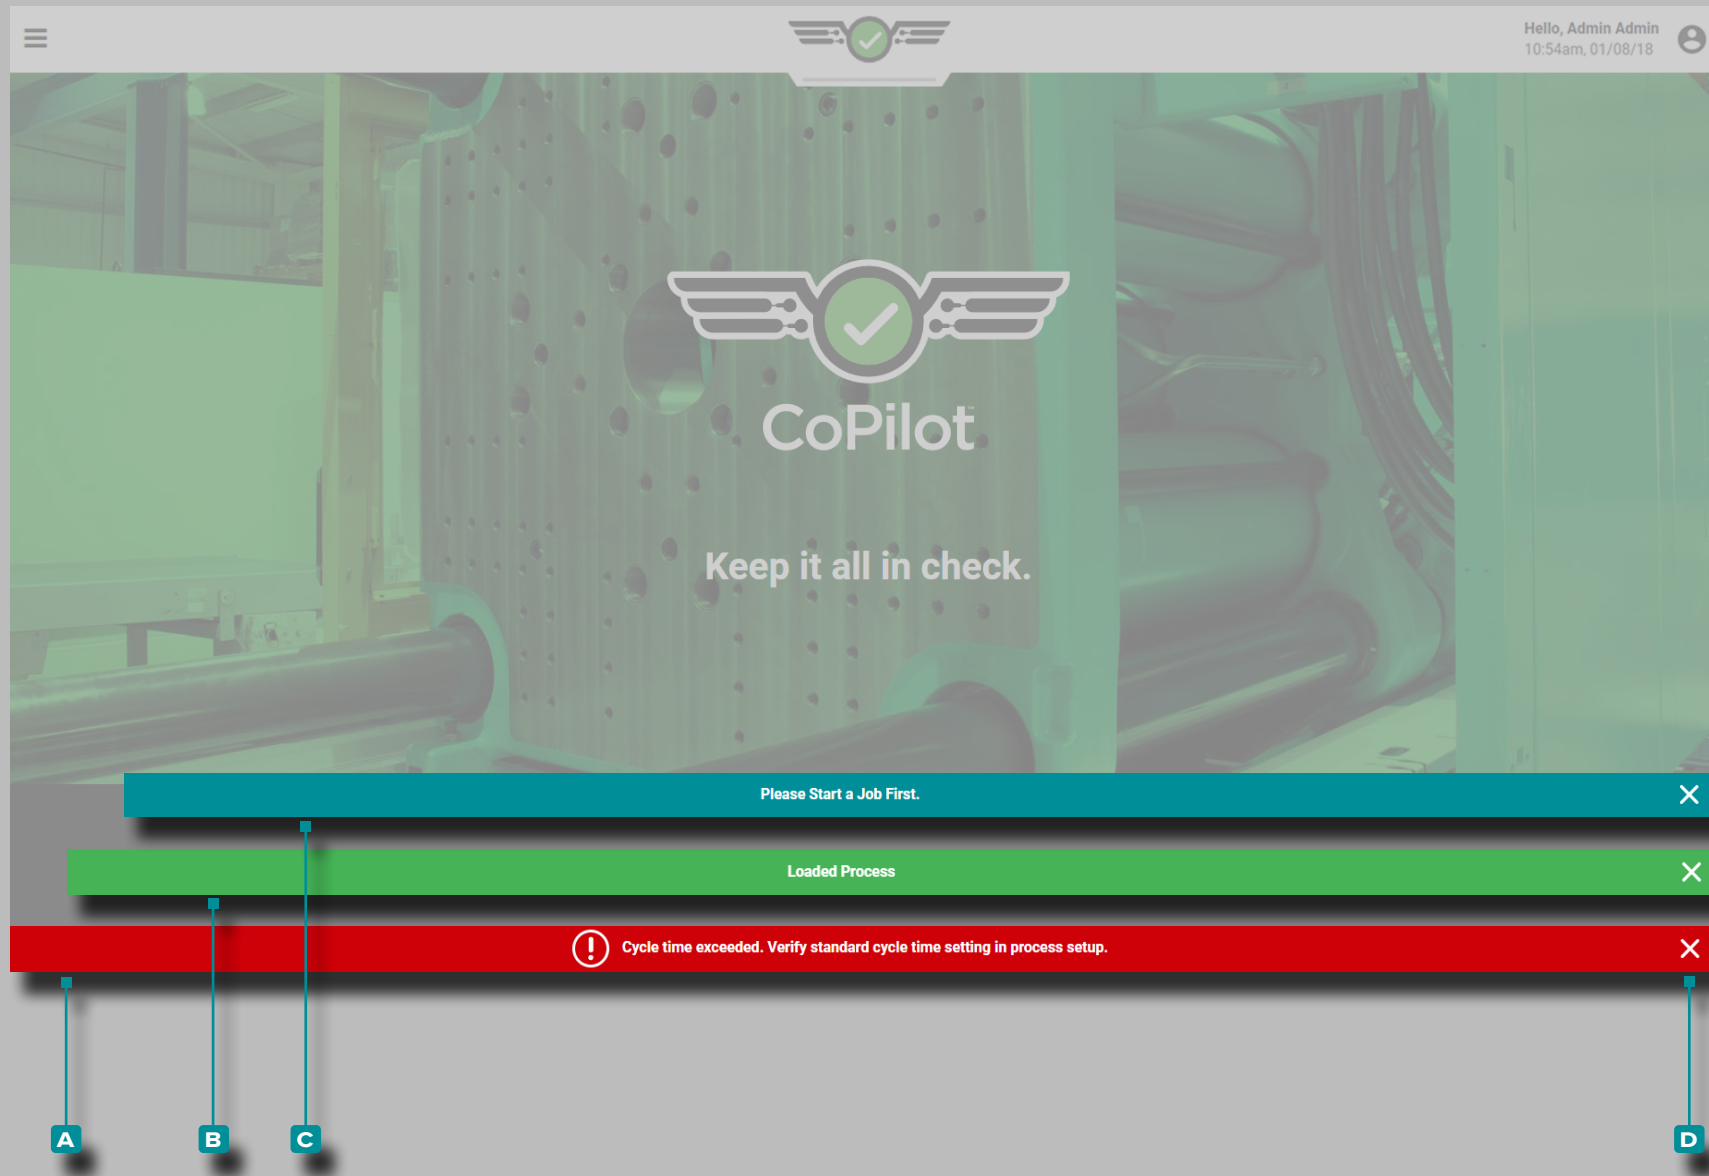 Hello, Admin Admin
10:54am, 01/08/18
CoPilot™
Keep it all in check.
Please Start a Job First.
Loaded Process
Cycle time exceeded. Verify standard cycle time setting in process setup.
A B C D